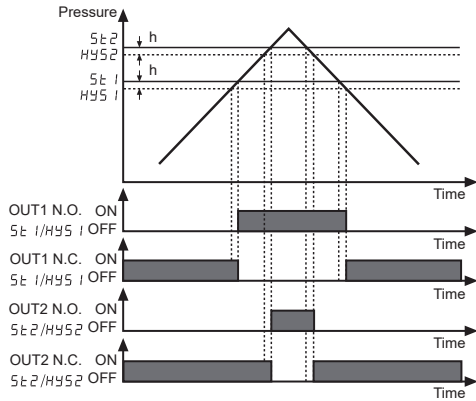 Pressure
St2
h
HYS2
h
St1
HYS1
Time
OUT1 N.O. ON
St1/HYS1 OFF
Time
OUT1 N.C. ON
St1/HYS1 OFF
Time
OUT2 N.O. ON
St2/HYS2 OFF
Time
OUT2 N.C. ON
St2/HYS2 OFF
Time